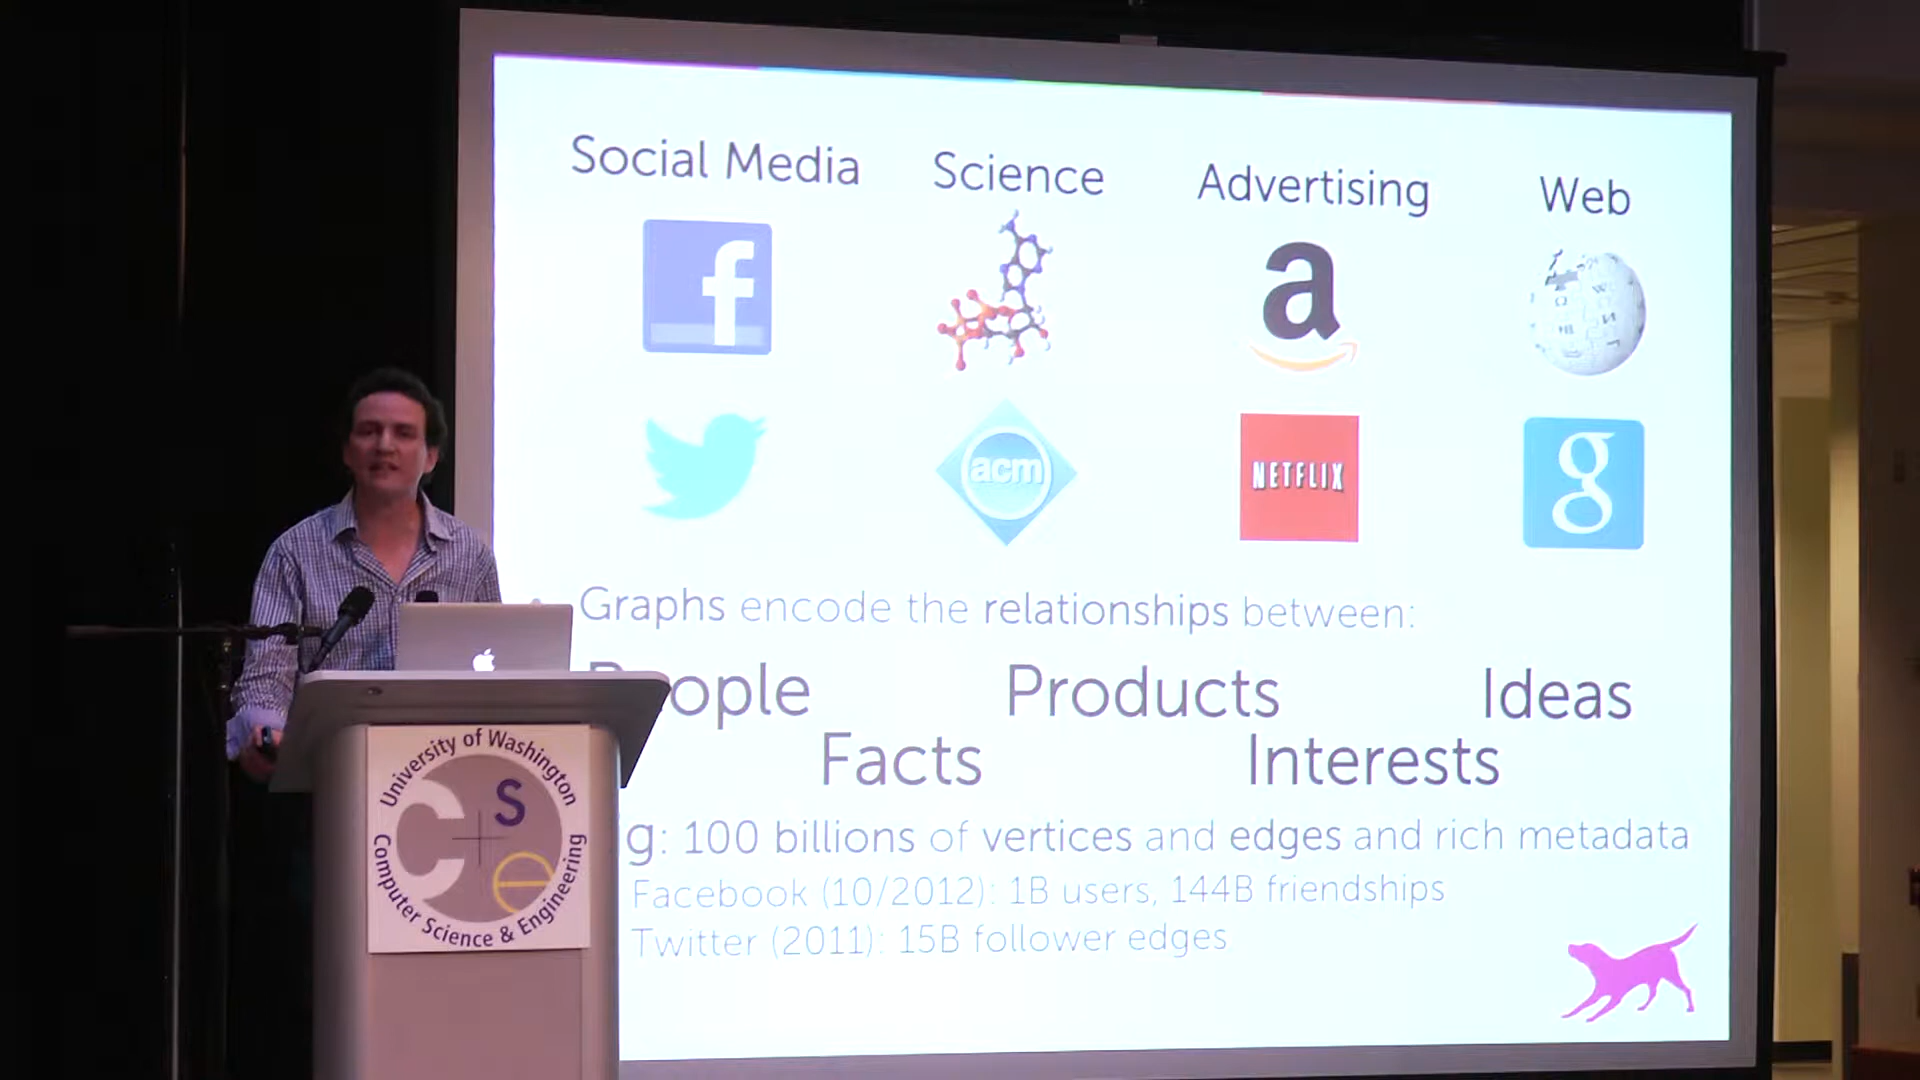 Social Media Science Advertising Web
f a
acm NETFLIX g
Graphs encode the relationships between:
Products Ideas
Facts Interests
100 billions of vertices and edges and rich metadata
Facebook (10/2012): 1B users, 144B friendships
Twitter (2011): 15B follower edges
University of Washington
C S e
Computer Science & Engineering